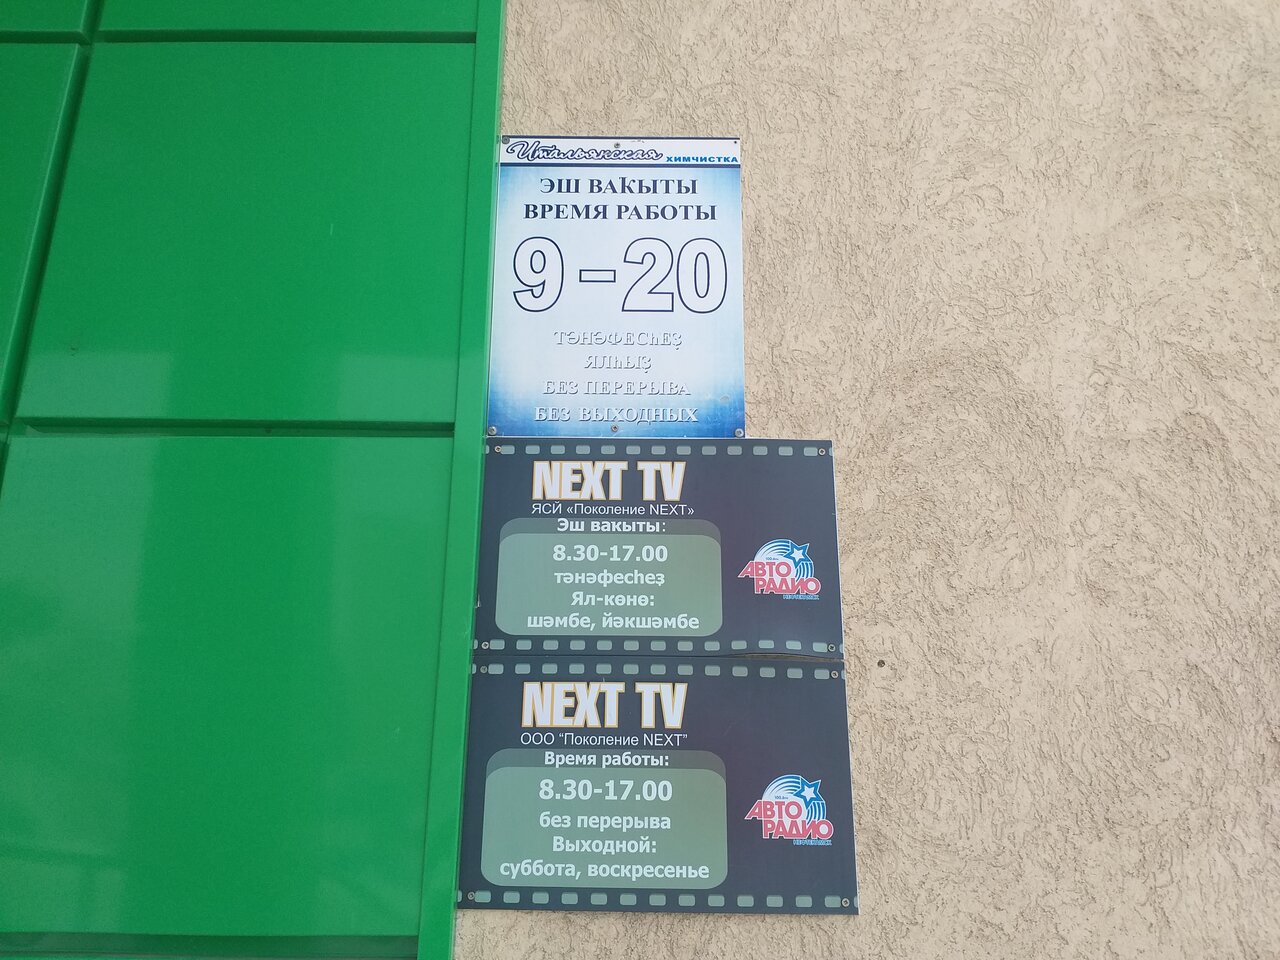 Итальянская ХИМЧИСТКА
ЭШ ВАҠЫТЫ
ВРЕМЯ РАБОТЫ
9-20
ТӘНӘФЕСҺЕҘ
ЯЛҺЫҘ
БЕЗ ПЕРЕРЫВА
БЕЗ ВЫХОДНЫХ
NEXT TV
ЯСЙ «Поколение NEXT»
Эш вакыты:
8.30-17.00
тәнәфесһеҙ
Ял-көнө:
шәмбе, йәкшәмбе
АВТО
РАДИО
НЕФТЕКАМСК
NEXT TV
ООО "Поколение NEXT"
Время работы:
8.30-17.00
без перерыва
Выходной:
суббота, воскресенье
АВТО
РАДИО
НЕФТЕКАМСК